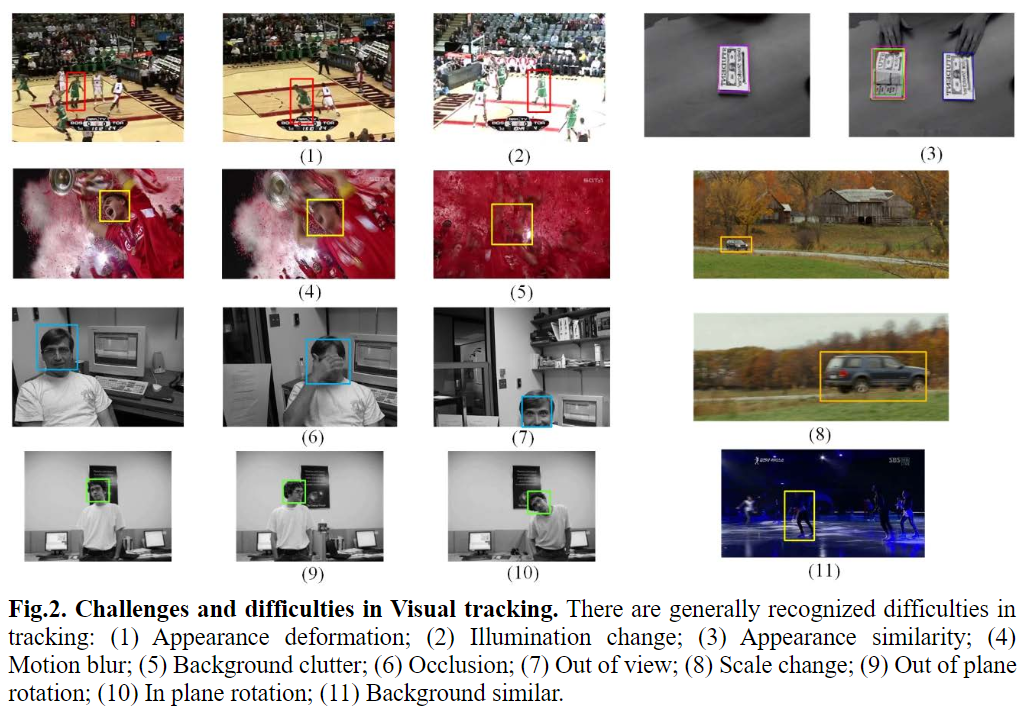 (1)
(2)
(3)
(4)
(5)
(6)
(7)
(8)
(9)
(10)
(11)
Fig.2. Challenges and difficulties in Visual tracking. There are generally recognized difficulties in
tracking: (1) Appearance deformation; (2) Illumination change; (3) Appearance similarity; (4)
Motion blur; (5) Background clutter; (6) Occlusion; (7) Out of view; (8) Scale change; (9) Out of plane
rotation; (10) In plane rotation; (11) Background similar.